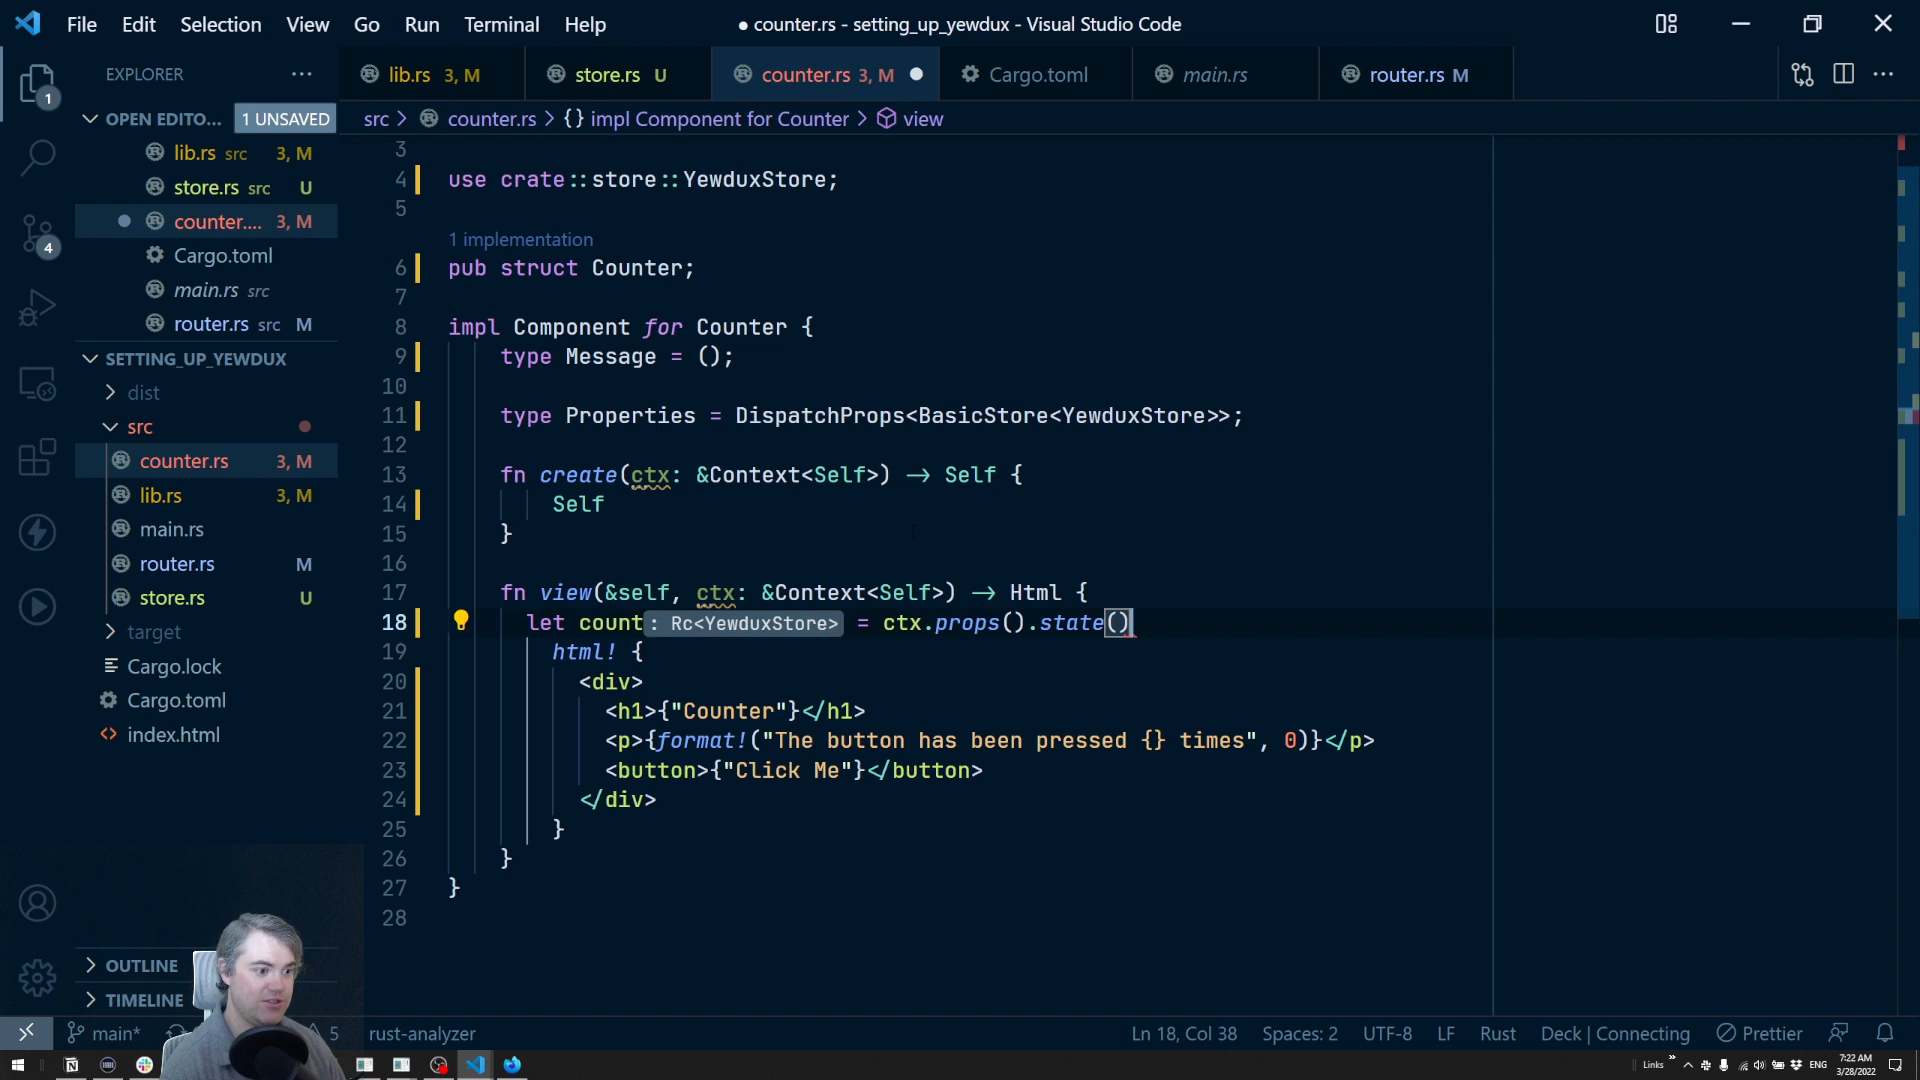 File Edit Selection View Go Run Terminal Help
● counter.rs - setting_up_yewdux - Visual Studio Code
EXPLORER ···
lib.rs 3, M
store.rs U
counter.rs 3, M
Cargo.toml
main.rs
router.rs M
1
OPEN EDITO... 1 UNSAVED
src > counter.rs > {} impl Component for Counter > view
lib.rs src 3, M
store.rs src U
counter.... 3, M
Cargo.toml
main.rs src
router.rs src M
4
SETTING_UP_YEWDUX
dist
src
counter.rs 3, M
lib.rs 3, M
main.rs
router.rs M
store.rs U
target
Cargo.lock
Cargo.toml
index.html
OUTLINE
TIMELINE
3
4 use crate::store::YewduxStore;
5
1 implementation
6 pub struct Counter;
7
8 impl Component for Counter {
9 type Message = ();
10
11 type Properties = DispatchProps<BasicStore<YewduxStore>>;
12
13 fn create(ctx: &Context<Self>) -> Self {
14 Self
15 }
16
17 fn view(&self, ctx: &Context<Self>) -> Html {
18 let count: Rc<YewduxStore> = ctx.props().state()
19 html! {
20 <div>
21 <h1>{"Counter"}</h1>
22 <p>{format!("The button has been pressed {} times", 0)}</p>
23 <button>{"Click Me"}</button>
24 </div>
25 }
26 }
27 }
28
main* 5 rust-analyzer Ln 18, Col 38 Spaces: 2 UTF-8 LF Rust Deck | Connecting Prettier
Links ENG 7:22 AM
3/28/2022